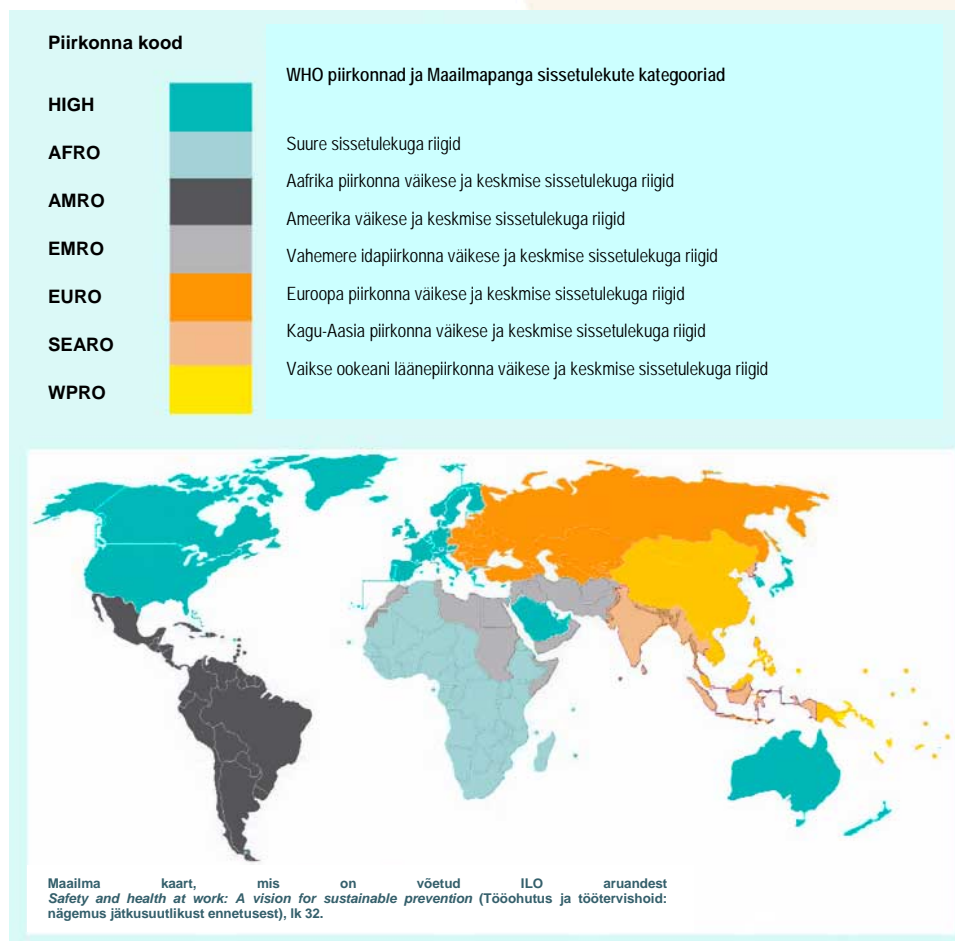 Piirkonna kood
WHO piirkonnad ja Maailmapanga sissetulekute kategooriad
HIGH
AFRO
AMRO
EMRO
EURO
SEARO
WPRO
Suure sissetulekuga riigid
Aafrika piirkonna väikese ja keskmise sissetulekuga riigid
Ameerika väikese ja keskmise sissetulekuga riigid
Vahemere idapiirkonna väikese ja keskmise sissetulekuga riigid
Euroopa piirkonna väikese ja keskmise sissetulekuga riigid
Kagu-Aasia piirkonna väikese ja keskmise sissetulekuga riigid
Vaikse ookeani läänepiirkonna väikese ja keskmise sissetulekuga riigid
Maailma kaart, mis on võetud ILO aruandest
Safety and health at work: A vision for sustainable prevention (Tööohutus ja töötervishoid:
nägemus jätkusuutlikust ennetusest), lk 32.